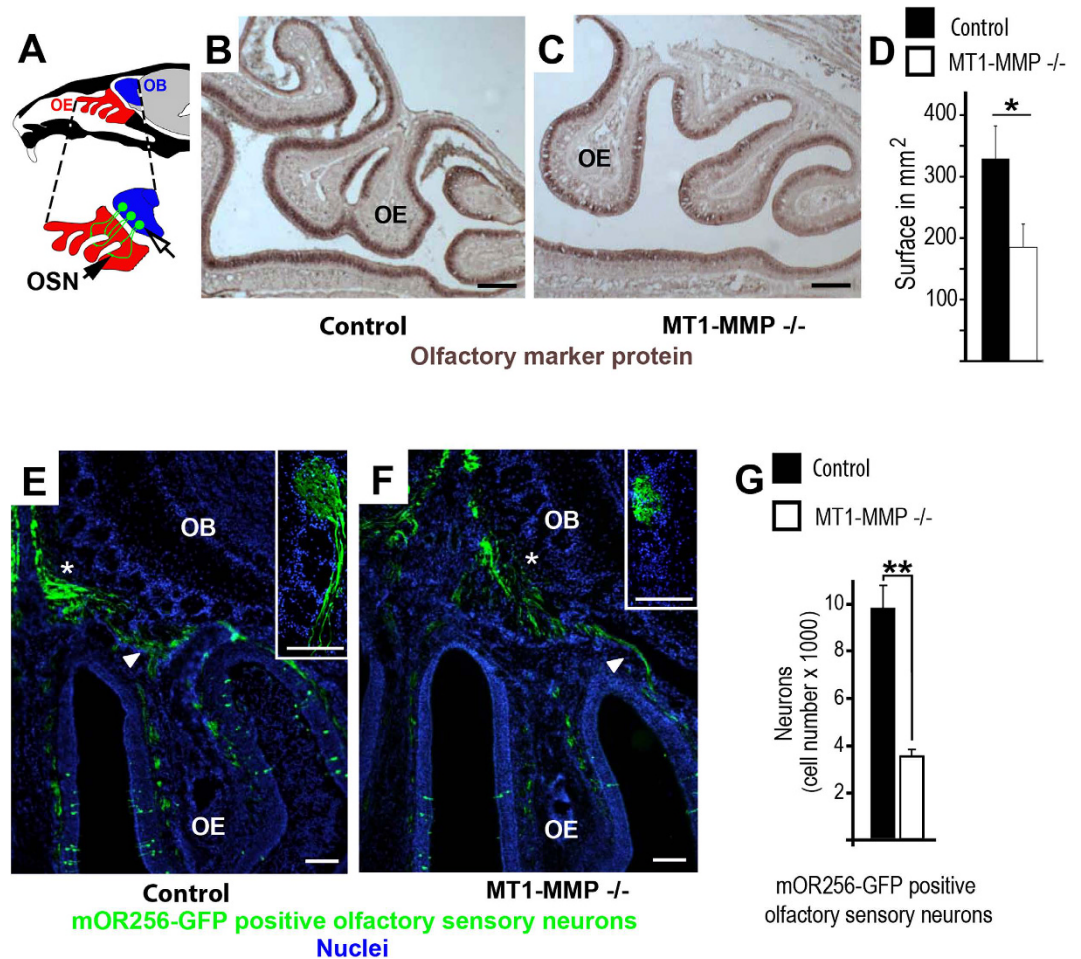 A
OB
OE
OSN
B
OE
C
OE
Control
MT1-MMP -/-
Olfactory marker protein
D
Control
MT1-MMP -/-
*
400
300
200
100
Surface in mm²
E
OB
*
OE
F
OB
*
OE
Control
MT1-MMP -/-
mOR256-GFP positive olfactory sensory neurons
Nuclei
G
Control
MT1-MMP -/-
**
10
8
6
4
2
Neurons
(cell number x 1000)
mOR256-GFP positive
olfactory sensory neurons